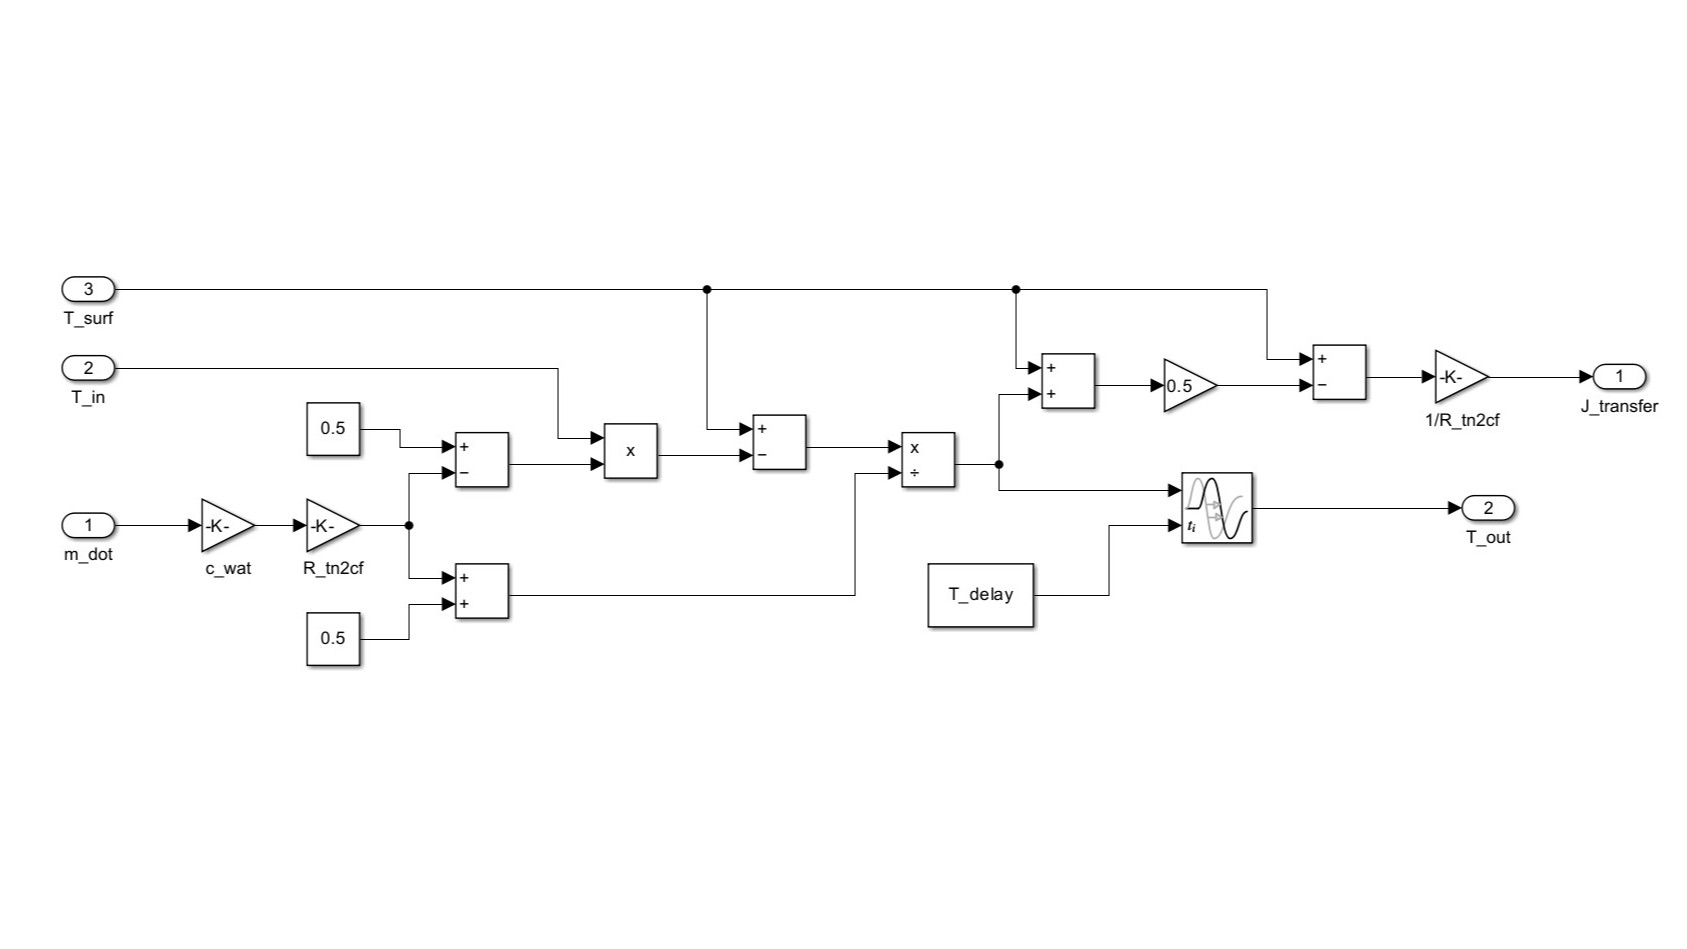 3
T_surf
2
T_in
0.5
1
m_dot
-K-
c_wat
-K-
R_tn2cf
0.5
+
−
+
+
x
+
−
x
÷
+
+
0.5
+
−
-K-
1/R_tn2cf
1
J_transfer
T_delay
ti
2
T_out